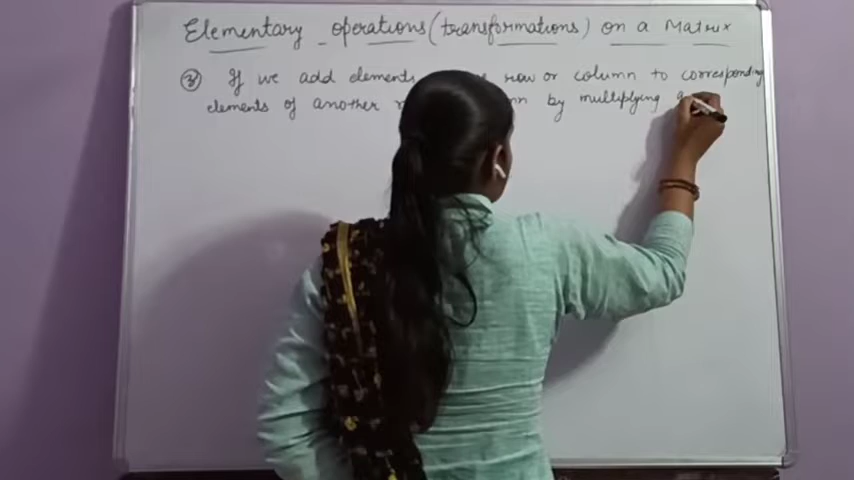 Elementary operations (transformations) on a Matrix
③ If we add elements row or column to corresponding
elements of another by multiplying